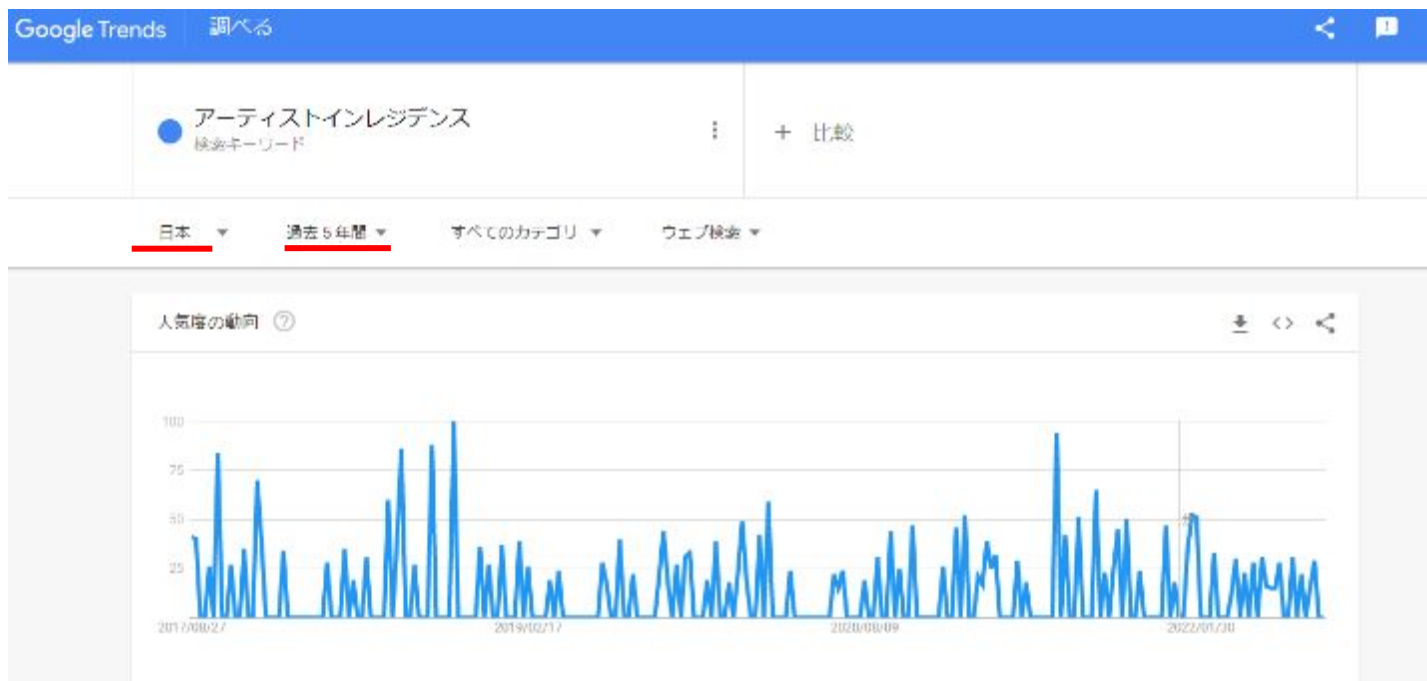 Google Trends 調べる
アーティストインレジデンス
検索キーワード
+ 比較
日本
過去 5 年間
すべてのカテゴリ
ウェブ検索
人気度の動向
100
75
50
25
2017/08/27
2019/02/17
2020/08/09
2022/01/30